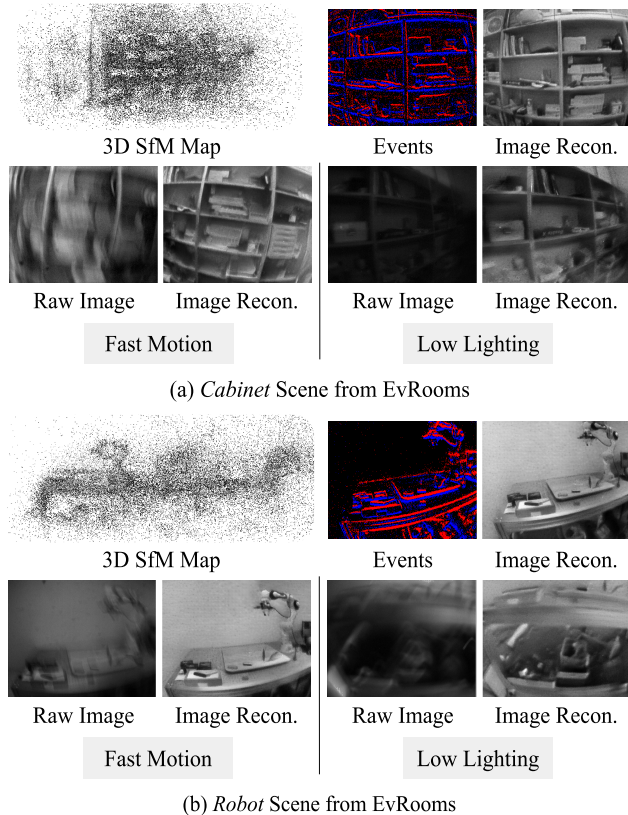 3D SfM Map
Events
Image Recon.
Raw Image
Image Recon.
Raw Image
Image Recon.
Fast Motion
Low Lighting
(a) Cabinet Scene from EvRooms
3D SfM Map
Events
Image Recon.
Raw Image
Image Recon.
Raw Image
Image Recon.
Fast Motion
Low Lighting
(b) Robot Scene from EvRooms